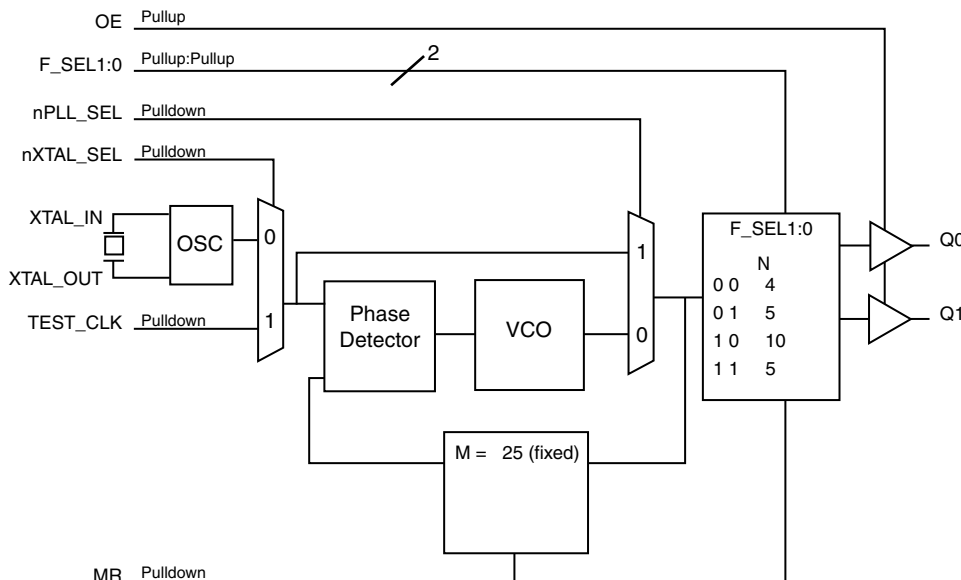 OE Pullup
F_SEL1:0 Pullup:Pullup 2
nPLL_SEL Pulldown
nXTAL_SEL Pulldown
XTAL_IN
OSC
XTAL_OUT
TEST_CLK Pulldown
0
1
Phase
Detector
VCO
1
0
F_SEL1:0
N
0 0 4
0 1 5
1 0 10
1 1 5
Q0
Q1
M = 25 (fixed)
MR Pulldown